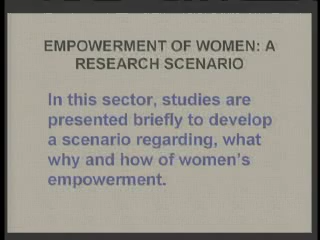 EMPOWERMENT OF WOMEN: A
RESEARCH SCENARIO
In this sector, studies are
presented briefly to develop
a scenario regarding, what
why and how of women's
empowerment.